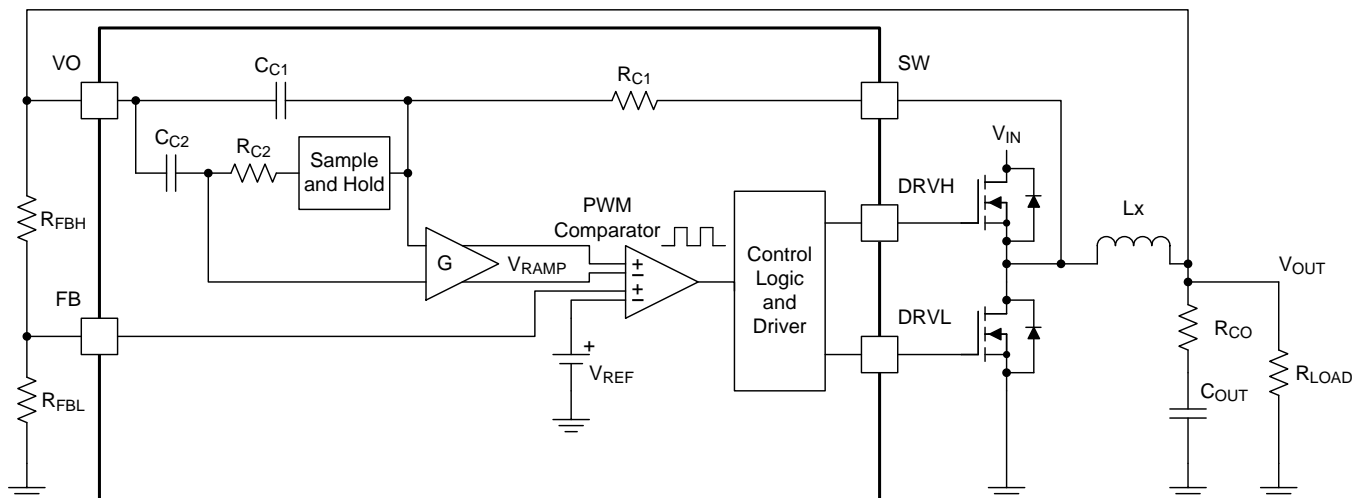 VO
C_C1
R_C1
SW
C_C2
R_C2
Sample
and Hold
V_IN
DRVH
R_FBH
PWM
Comparator
Lx
G
V_RAMP
+
−
+
−
Control
Logic
and
Driver
V_OUT
FB
DRVL
R_CO
+
V_REF
R_FBL
R_LOAD
C_OUT